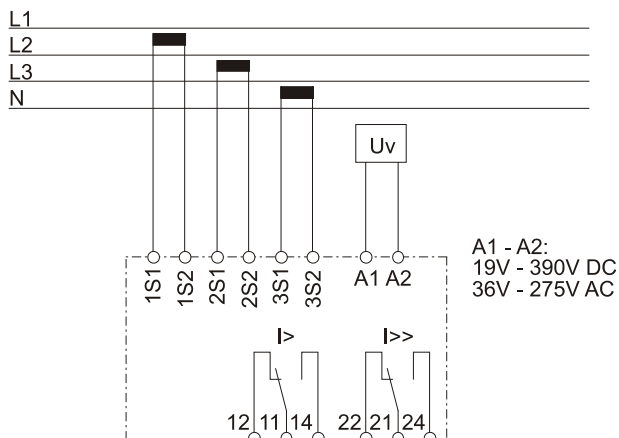 L1
L2
L3
N
Uv
1S1 1S2 2S1 2S2 3S1 3S2 A1 A2
A1 - A2:
19V - 390V DC
36V - 275V AC
I> I>>
12 11 14 22 21 24